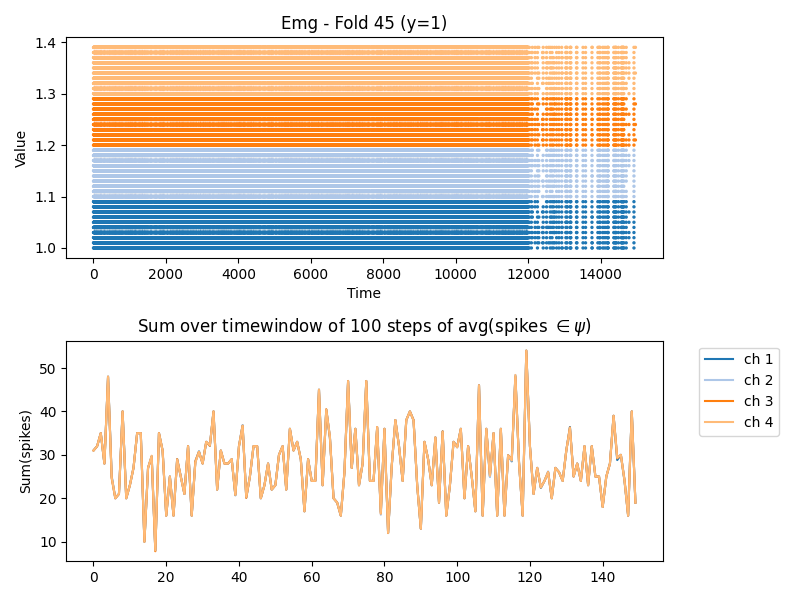 Emg - Fold 45 (y=1)
Value
1.4
1.3
1.2
1.1
1.0
0 2000 4000 6000 8000 10000 12000 14000
Time
Sum over timewindow of 100 steps of avg(spikes ∈ ψ)
Sum(spikes)
50
40
30
20
10
0 20 40 60 80 100 120 140
ch 1
ch 2
ch 3
ch 4